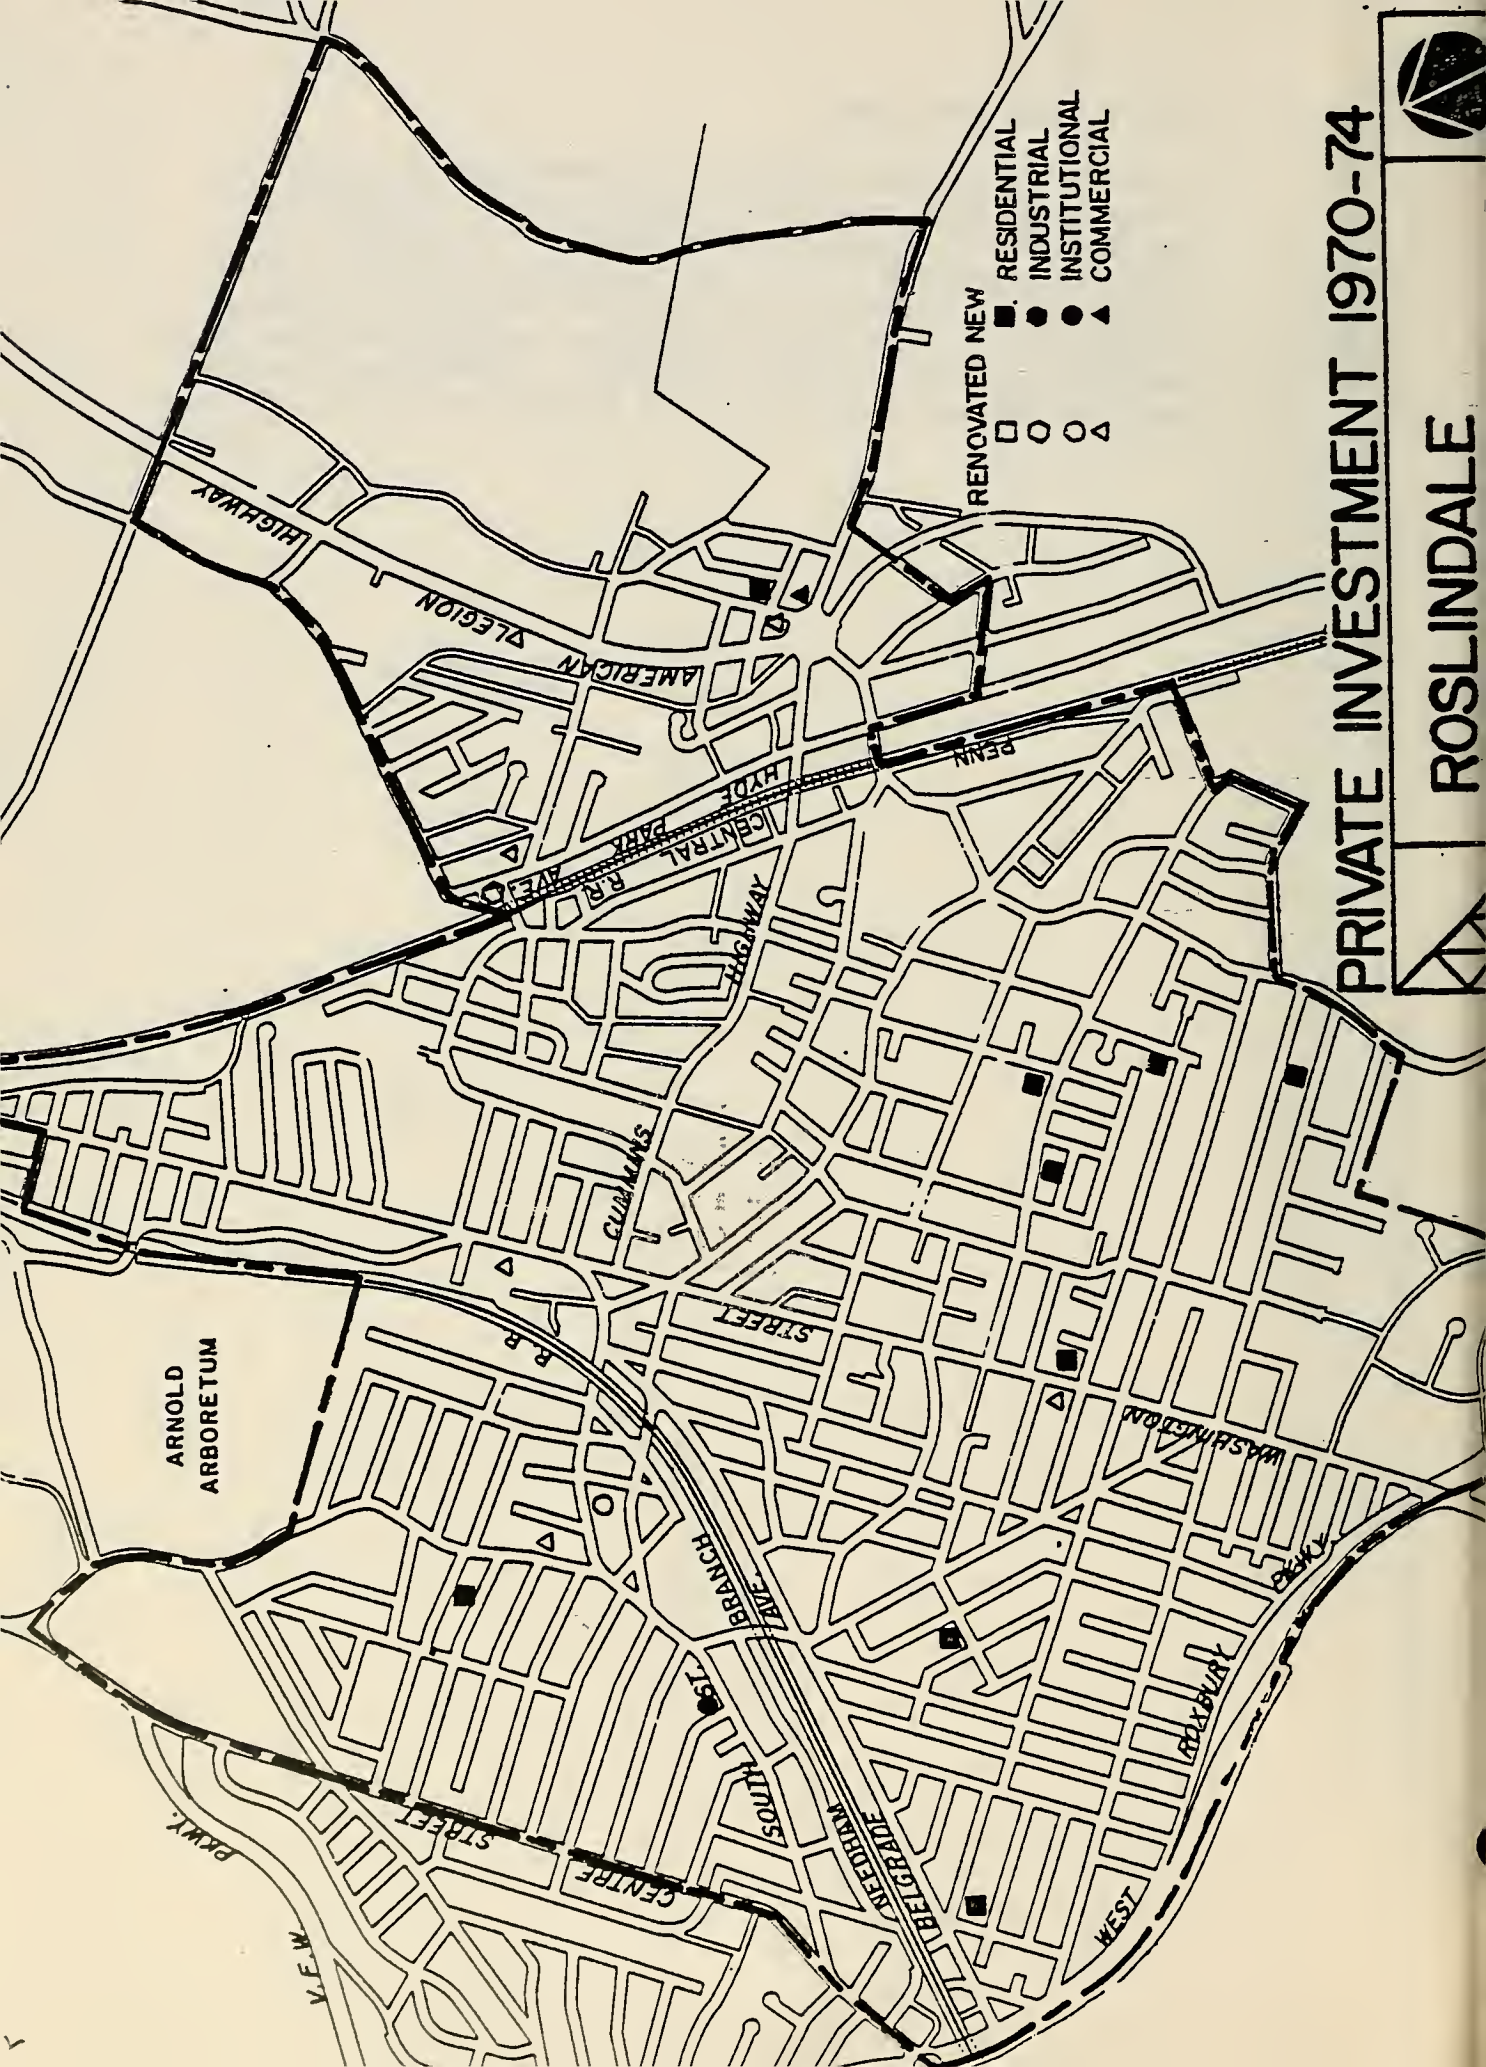 PRIVATE INVESTMENT 1970-74
ROSLINDALE
RENOVATED NEW
RESIDENTIAL
INDUSTRIAL
INSTITUTIONAL
COMMERCIAL
ARNOLD
ARBORETUM
AMERICAN
LEGION
HIGHWAY
HYDE
PARK
AVE.
PENN
CENTRAL
R.R.
CUMMINS
HIGHWAY
WASHINGTON
STREET
NEEDHAM
BRANCH
R.R.
BELGRADE
AVE.
SOUTH
ST.
CENTRE
STREET
V.F.W.
PKWY.
WEST
ROXBURY
PKWY.